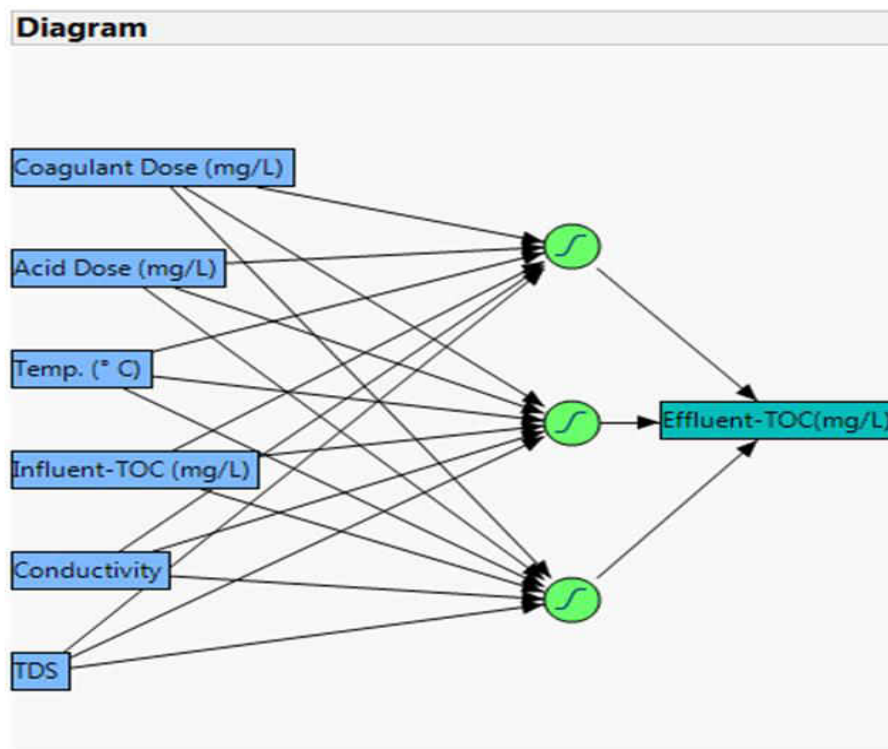 Diagram
Coagulant Dose (mg/L)
Acid Dose (mg/L)
Temp. (° C)
Influent-TOC (mg/L)
Conductivity
TDS
Effluent-TOC(mg/L)